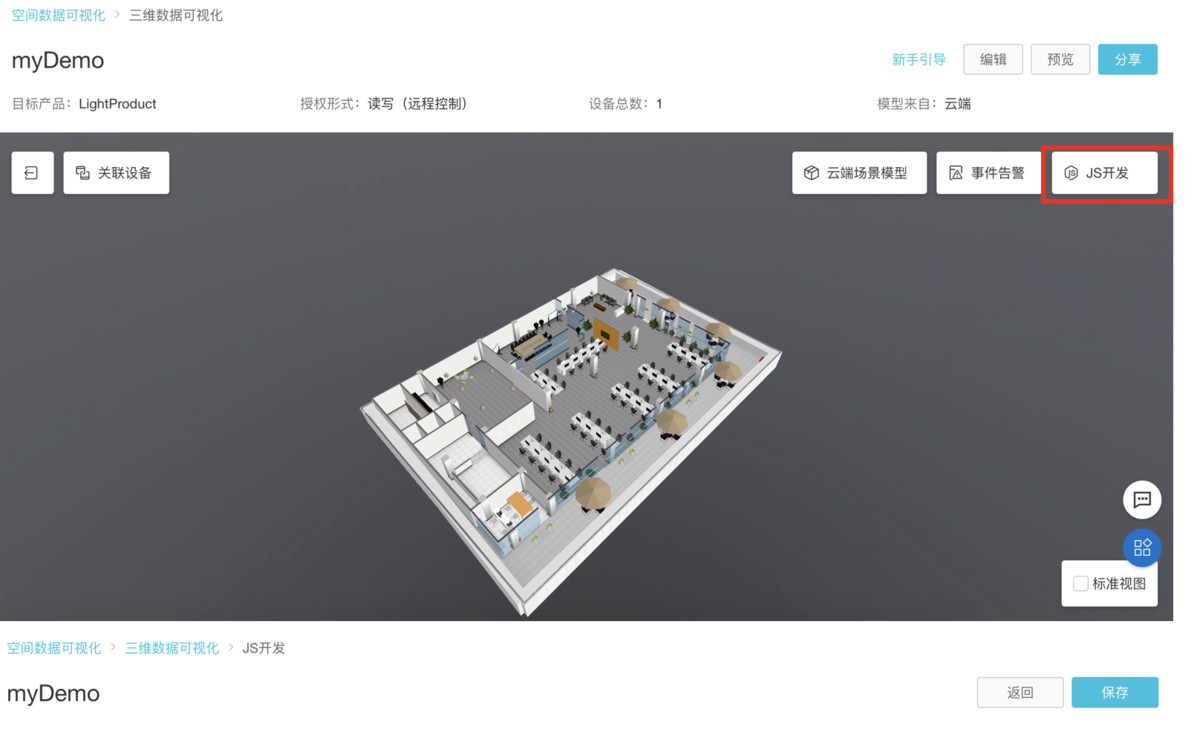 空间数据可视化 > 三维数据可视化
myDemo
新手引导 编辑 预览 分享
目标产品：LightProduct 授权形式：读写（远程控制） 设备总数：1 模型来自：云端
关联设备 云端场景模型 事件告警 JS开发
标准视图
空间数据可视化 > 三维数据可视化 > JS开发
myDemo
返回 保存